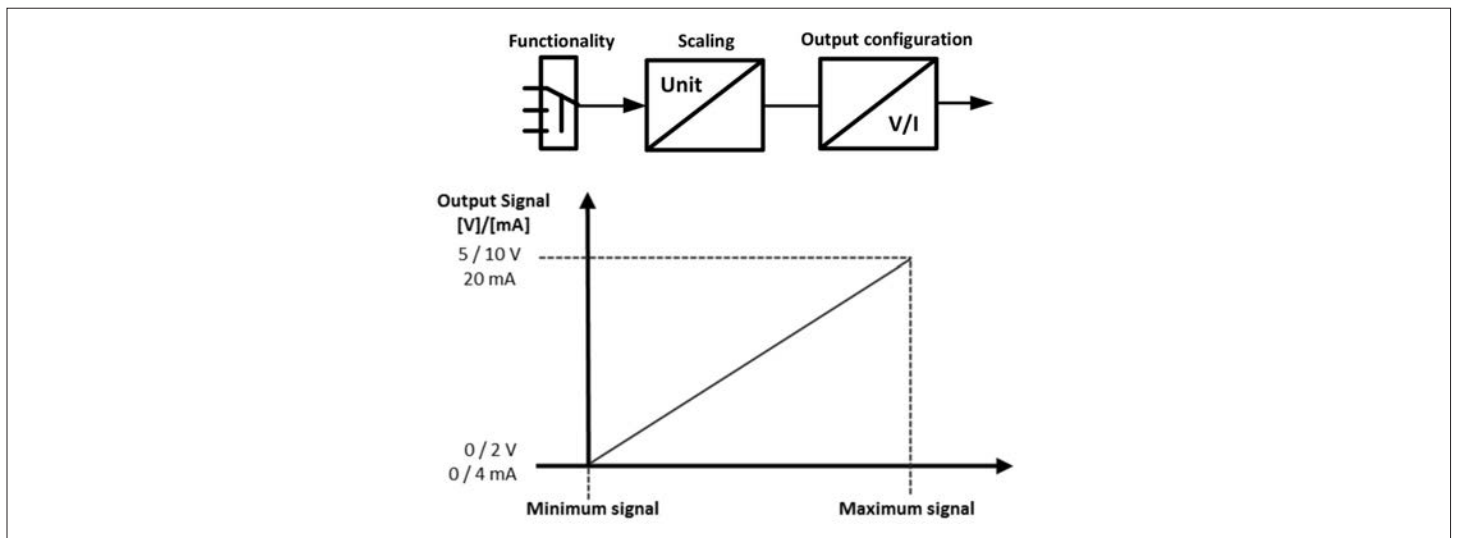 Functionality
Scaling
Output configuration
Unit
V/I
Output Signal
[V]/[mA]
5 / 10 V
20 mA
0 / 2 V
0 / 4 mA
Minimum signal
Maximum signal